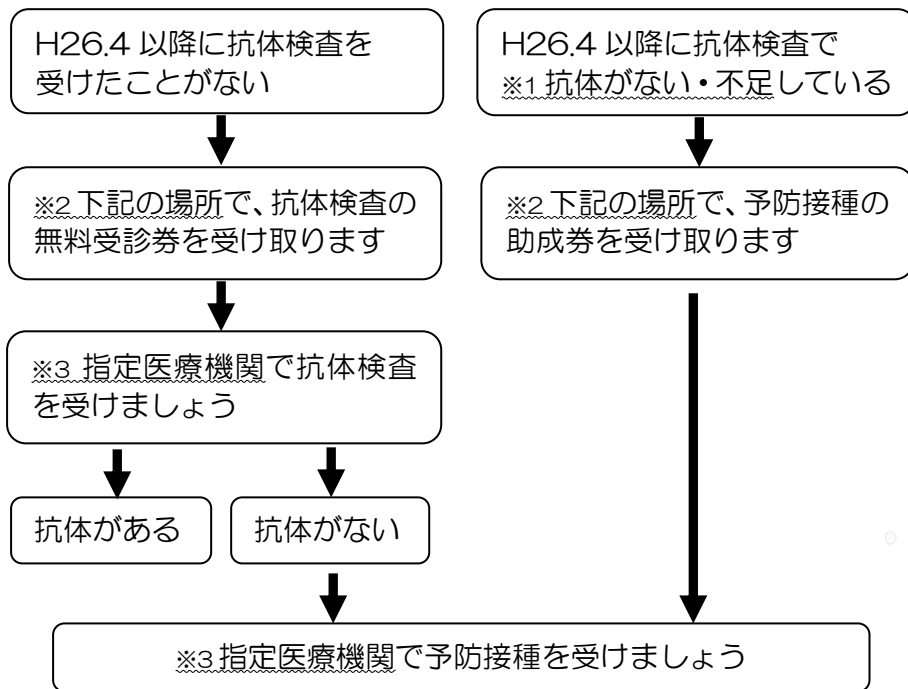 H26.4 以降に抗体検査を
受けたことがない
H26.4 以降に抗体検査で
※1 抗体がない・不足している
※2 下記の場所で、抗体検査の
無料受診券を受け取ります
※2 下記の場所で、予防接種の
助成券を受け取ります
※3 指定医療機関で抗体検査
を受けましょう
抗体がある
抗体がない
※3 指定医療機関で予防接種を受けましょう